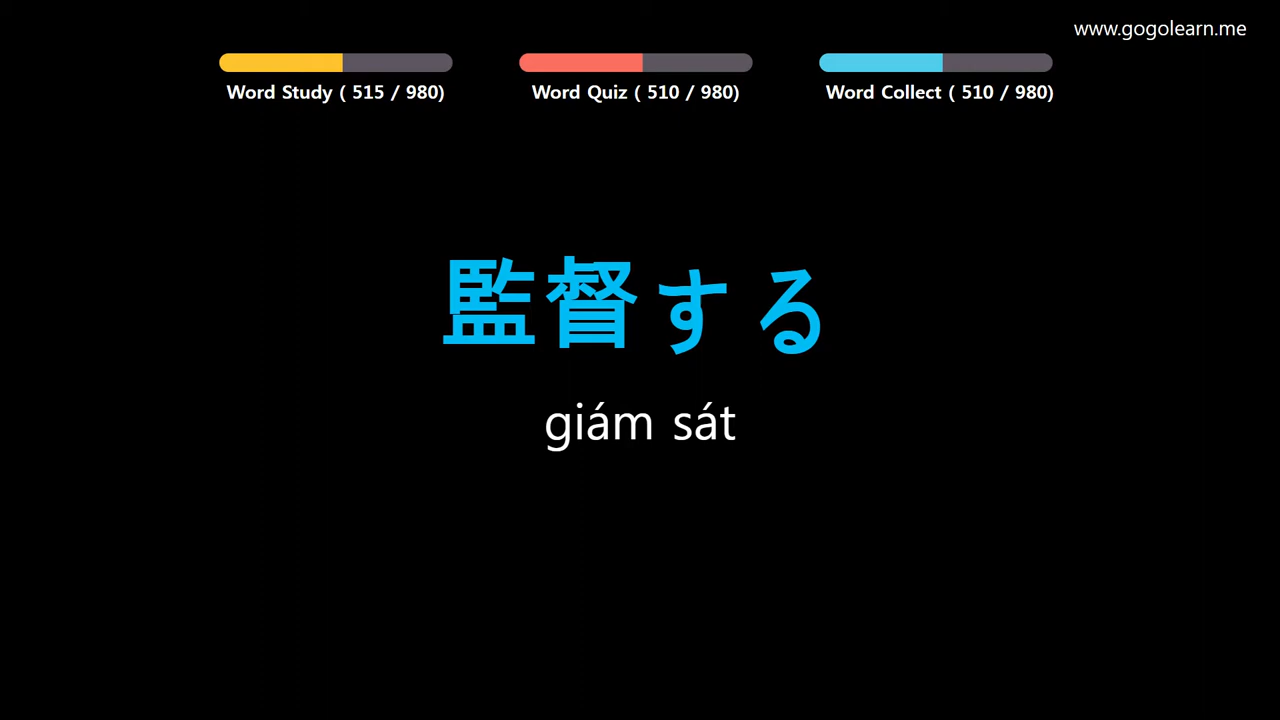 www.gogolearn.me
Word Study ( 515 / 980)
Word Quiz ( 510 / 980)
Word Collect ( 510 / 980)
監督する
giám sát